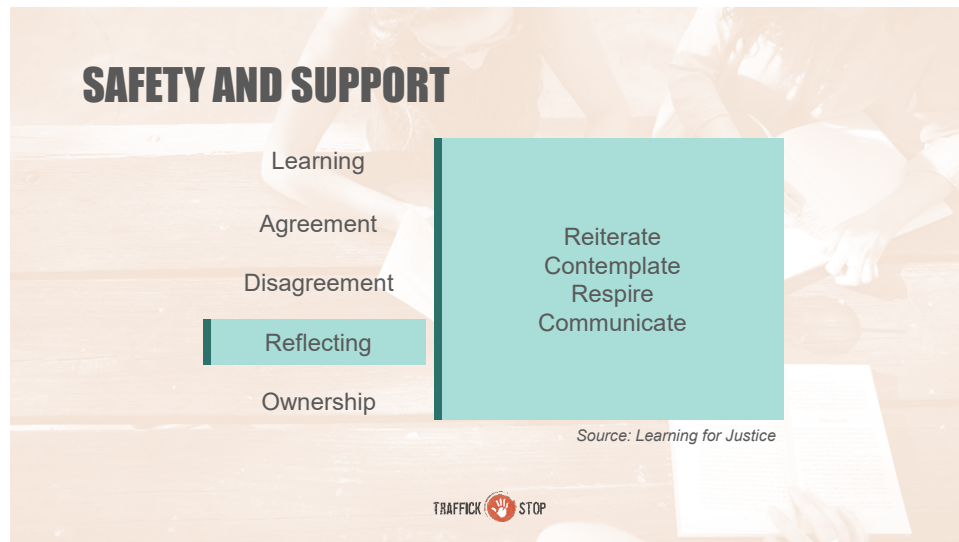 SAFETY AND SUPPORT
Learning
Agreement
Disagreement
Reflecting
Ownership
Reiterate
Contemplate
Respire
Communicate
Source: Learning for Justice
TRAFFICK STOP